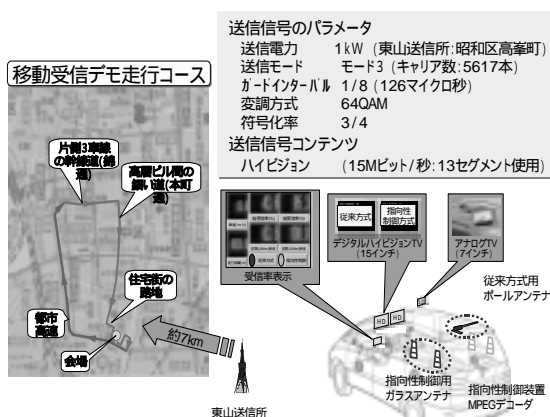 送信信号のパラメータ
送信電力 1kW (東山送信所:昭和区高峯町)
送信モード モード3 (キャリア数:5617本)
ガードインターバル 1/8 (126マイクロ秒)
変調方式 64QAM
符号化率 3/4
送信信号コンテンツ
ハイビジョン (15Mビット/秒:13セグメント使用)
移動受信デモ走行コース
片側3車線
の幹線道(錦
通)
高層ビル間の
細い道(本町
通)
住宅街の
路地
都市
高速
会場
約7km
東山送信所
従来方式
指向性制御
受信率表示
従来方式
指向性
制御方式
デジタルハイビジョンTV
(15インチ)
アナログTV
(7インチ)
従来方式用
ポールアンテナ
HD
HD
指向性制御用
ガラスアンテナ
指向性制御装置
MPEGデコーダ